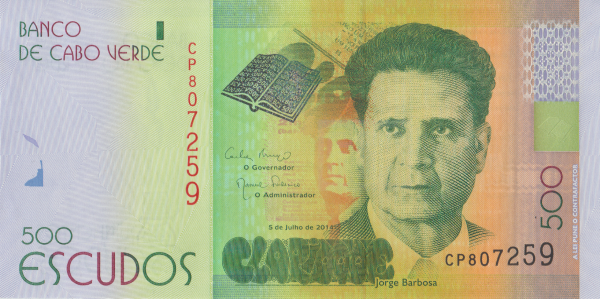 BANCO
DE CABO VERDE
CP807259
O Governador
O Administrador
5 de Julho de 2014
500
ESCUDOS
500
A LEI PUNE O CONTRAFACTOR
CP807259
Jorge Barbosa